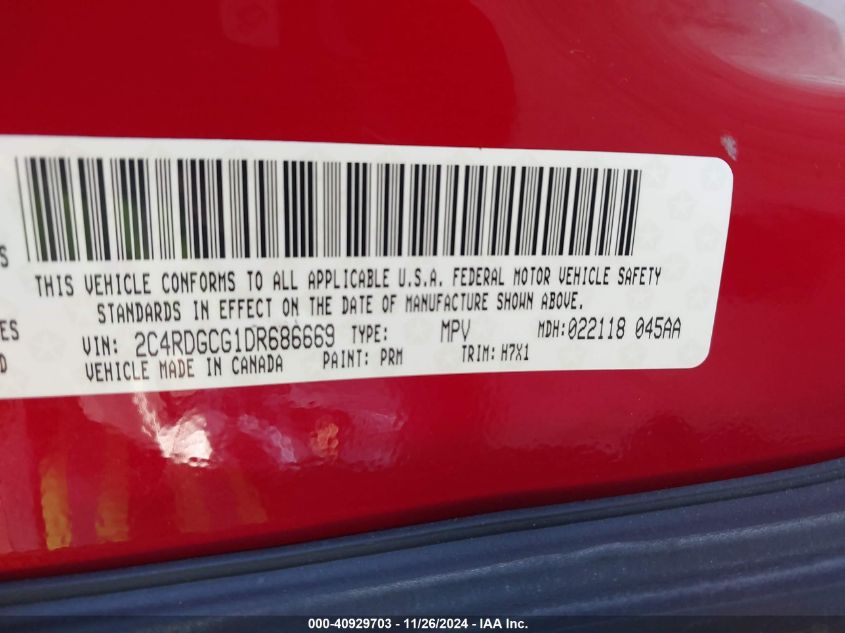 S
THIS VEHICLE CONFORMS TO ALL APPLICABLE U.S.A. FEDERAL MOTOR VEHICLE SAFETY
STANDARDS IN EFFECT ON THE DATE OF MANUFACTURE SHOWN ABOVE.
ES
VIN: 2C4RDGCG1DR686669 TYPE: MPV MDH:022118 045AA
D
VEHICLE MADE IN CANADA PAINT: PRM TRIM: H7X1
000-40929703 - 11/26/2024 - IAA Inc.